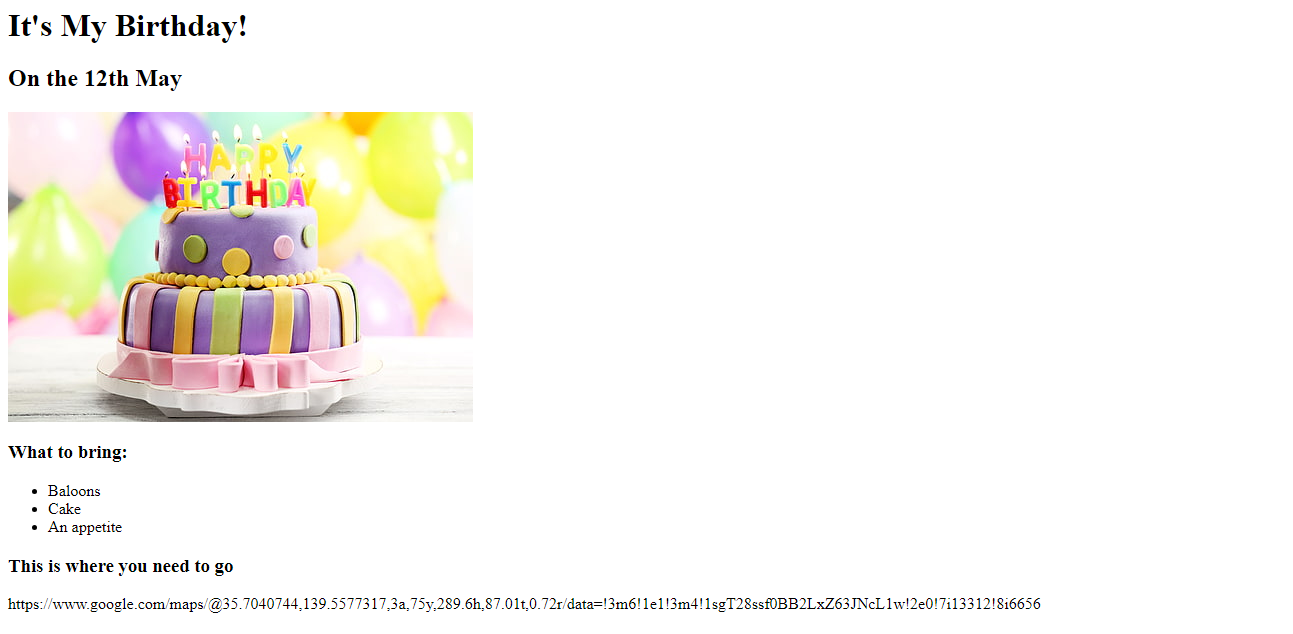 It's My Birthday!
On the 12th May
HAPPY
BIRTHDAY
What to bring:
Baloons
Cake
An appetite
This is where you need to go
https://www.google.com/maps/@35.7040744,139.5577317,3a,75y,289.6h,87.01t,0.72r/data=!3m6!1e1!3m4!1sgT28ssf0BB2LxZ63JNcL1w!2e0!7i13312!8i6656